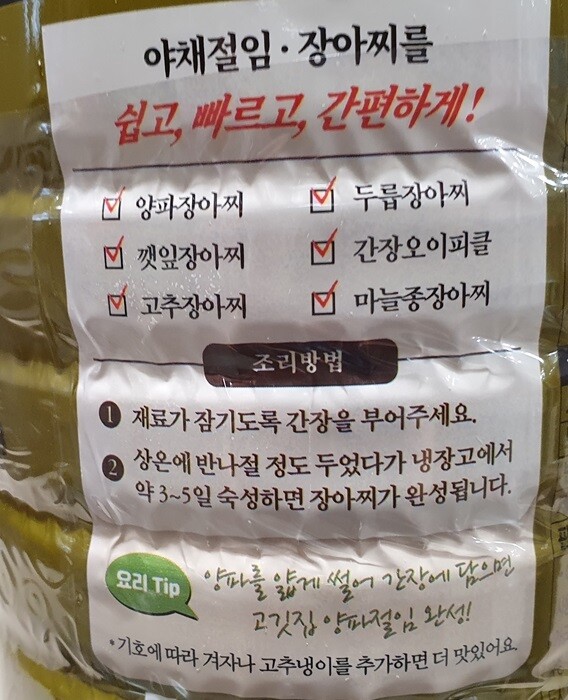 야채절임·장아찌를
쉽고, 빠르고, 간편하게!
양파장아찌
두릅장아찌
깻잎장아찌
간장오이피클
고추장아찌
마늘종장아찌
조리방법
1 재료가 잠기도록 간장을 부어주세요.
2 상온에 반나절 정도 두었다가 냉장고에서
약 3~5일 숙성하면 장아찌가 완성됩니다.
요리 Tip
양파를 얇게 썰어 간장에 담으면
고깃집 양파절임 완성!
*기호에 따라 겨자나 고추냉이를 추가하면 더 맛있어요